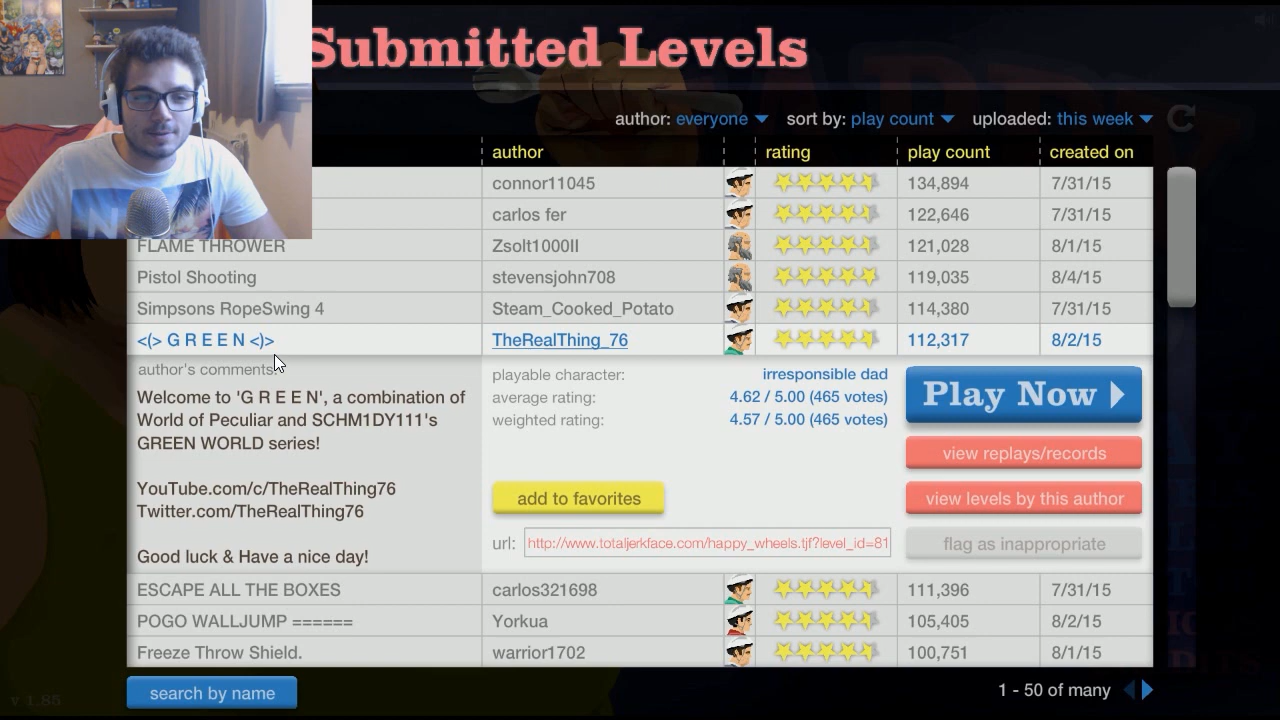 Submitted Levels
author: everyone sort by: play count uploaded: this week
author rating play count created on
connor11045 134,894 7/31/15
carlos fer 122,646 7/31/15
FLAME THROWER Zsolt1000II 121,028 8/1/15
Pistol Shooting stevensjohn708 119,035 8/4/15
Simpsons RopeSwing 4 Steam_Cooked_Potato 114,380 7/31/15
<(> G R E E N <)> TheRealThing_76 112,317 8/2/15
author's comments:
Welcome to 'G R E E N', a combination of
World of Peculiar and SCHM1DY111's
GREEN WORLD series!
YouTube.com/c/TheRealThing76
Twitter.com/TheRealThing76
Good luck & Have a nice day!
playable character: irresponsible dad
average rating: 4.62 / 5.00 (465 votes)
weighted rating: 4.57 / 5.00 (465 votes)
add to favorites
url: http://www.totaljerkface.com/happy_wheels.tjf?level_id=81
Play Now
view replays/records
view levels by this author
flag as inappropriate
ESCAPE ALL THE BOXES carlos321698 111,396 7/31/15
POGO WALLJUMP ====== Yorkua 105,405 8/2/15
Freeze Throw Shield. warrior1702 100,751 8/1/15
v 1.85
search by name
1 - 50 of many